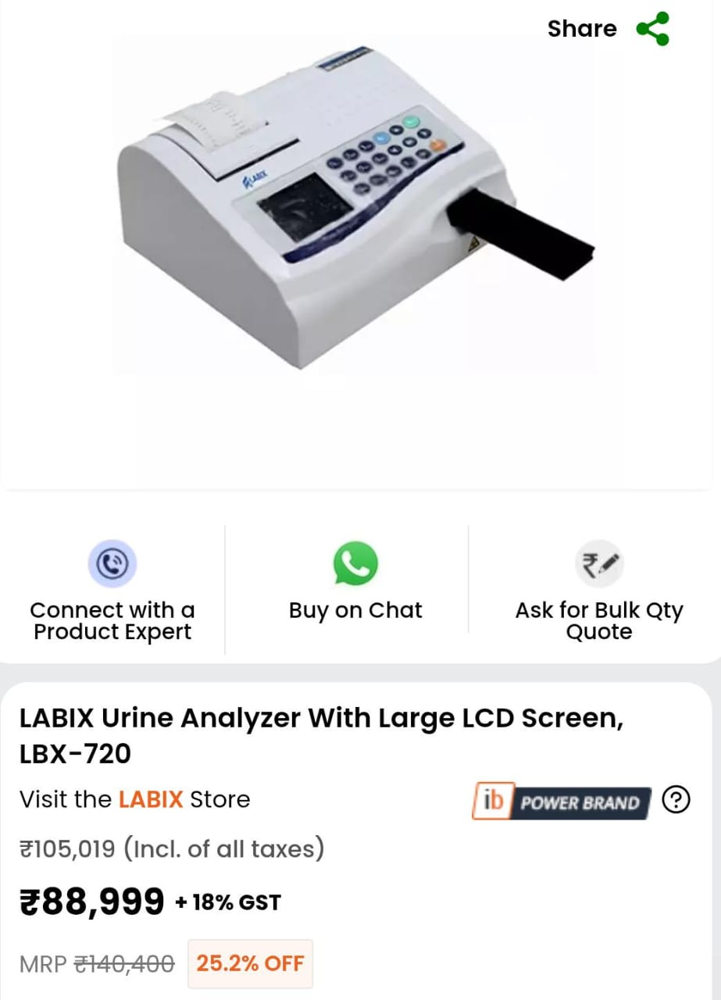 Share
LABIX
Connect with a
Product Expert
Buy on Chat
Ask for Bulk Qty
Quote
LABIX Urine Analyzer With Large LCD Screen,
LBX-720
Visit the LABIX Store
ib POWER BRAND ?
₹105,019 (Incl. of all taxes)
₹88,999 + 18% GST
MRP ₹140,400 25.2% OFF